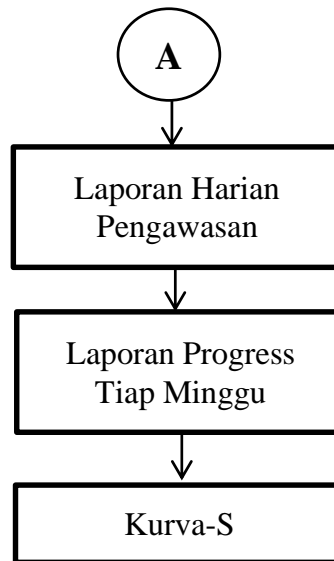 A
Laporan Harian
Pengawasan
Laporan Progress
Tiap Minggu
Kurva-S